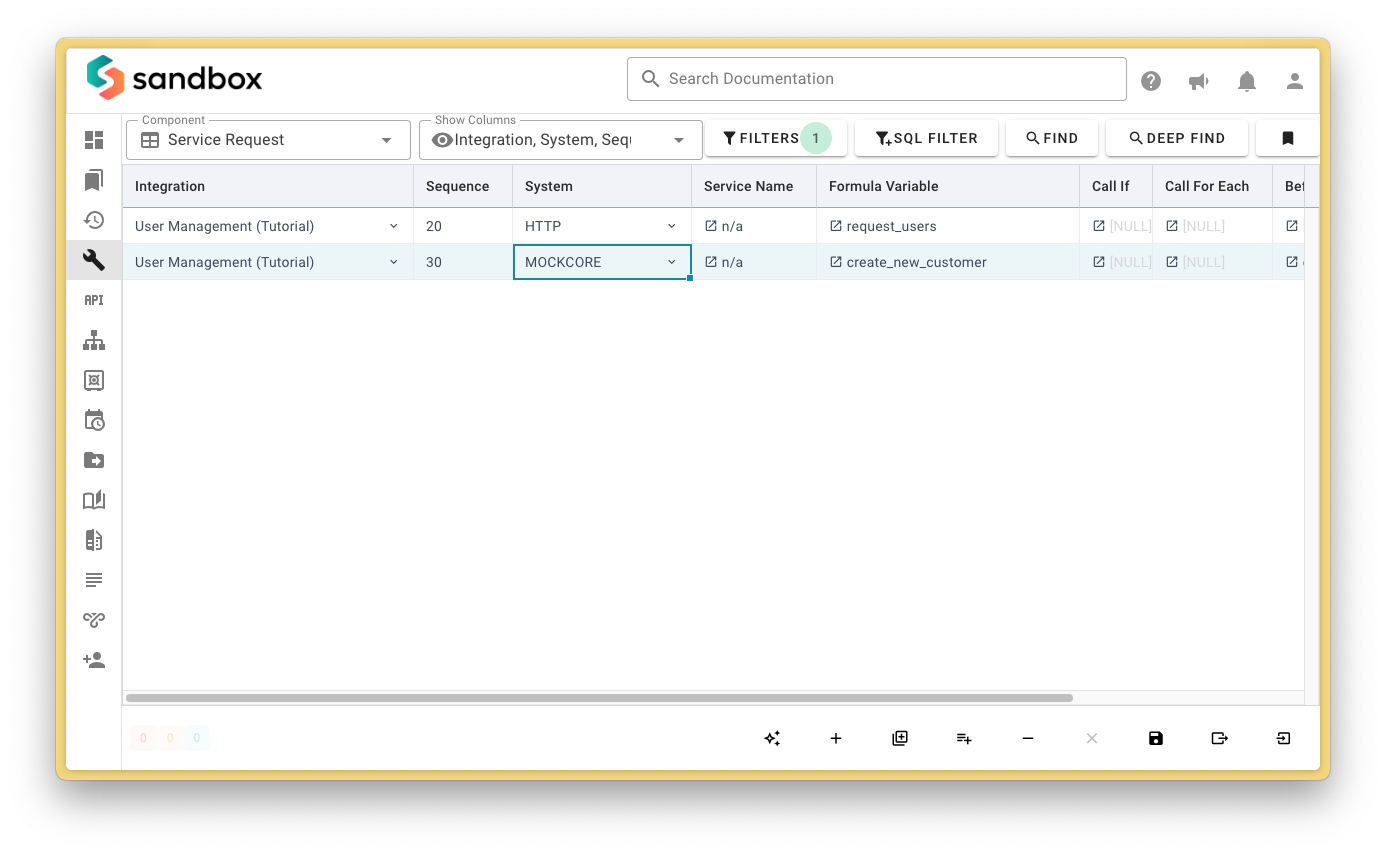 sandbox
Search Documentation
Component
Service Request
Show Columns
Integration, System, Seq
FILTERS 1
SQL FILTER
FIND
DEEP FIND
Integration Sequence System Service Name Formula Variable Call If Call For Each Bef
User Management (Tutorial) 20 HTTP n/a request_users [NULL] [NULL]
User Management (Tutorial) 30 MOCKCORE n/a create_new_customer [NULL] [NULL]
API
0 0 0